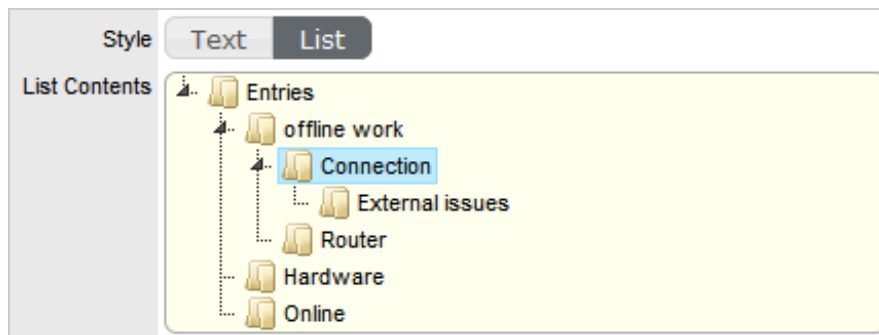 Style Text List
List Contents Entries
offline work
Connection
External issues
Router
Hardware
Online